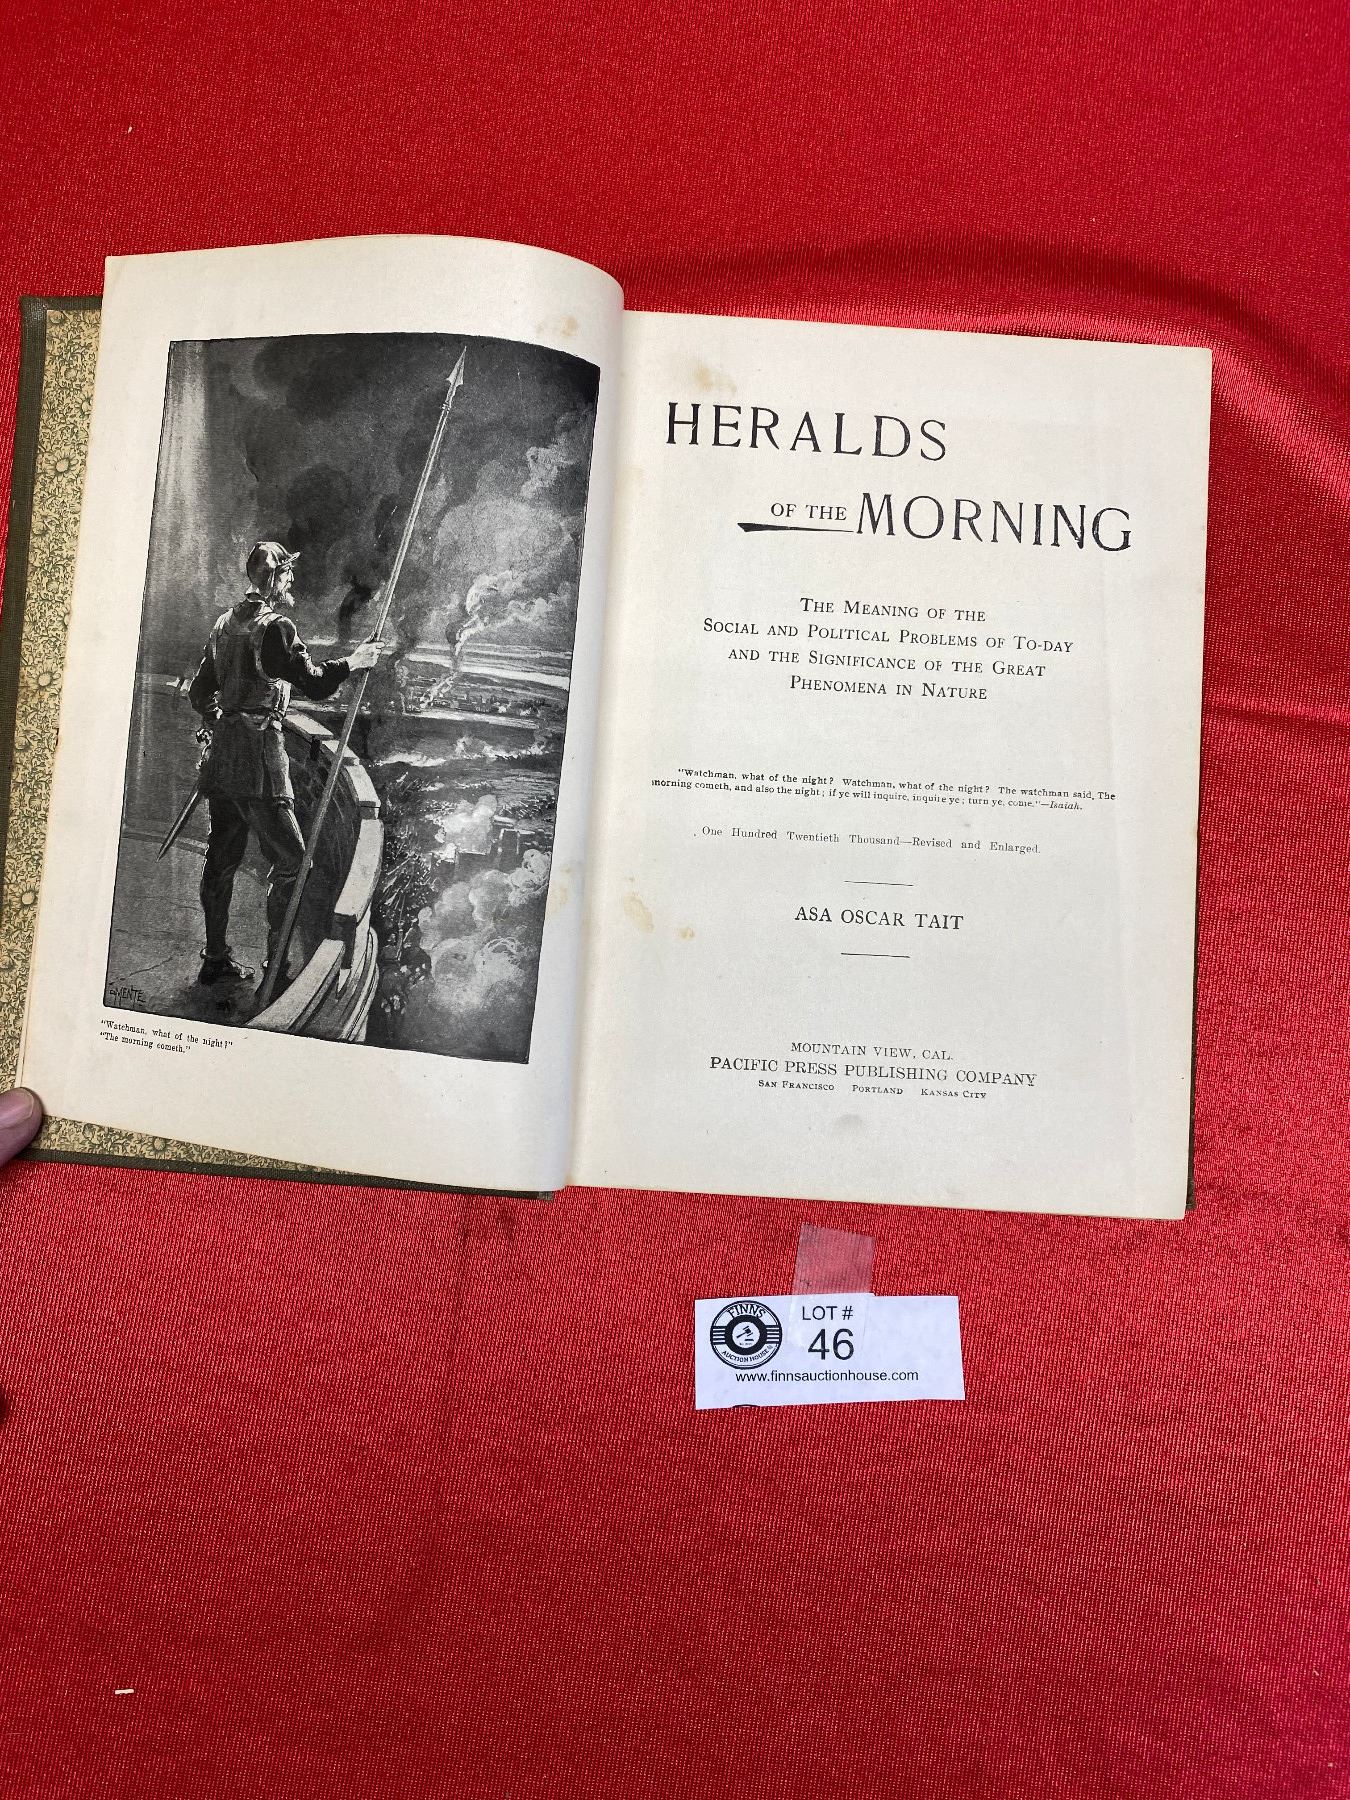 MENTE
"Watchman, what of the night?"
"The morning cometh."
HERALDS
OF THE MORNING
THE MEANING OF THE
SOCIAL AND POLITICAL PROBLEMS OF TO-DAY
AND THE SIGNIFICANCE OF THE GREAT
PHENOMENA IN NATURE
"Watchman, what of the night? Watchman, what of the night? The watchman said, The
morning cometh, and also the night; if ye will inquire, inquire ye; turn ye, come."—Isaiah.
One Hundred Twentieth Thousand—Revised and Enlarged.
ASA OSCAR TAIT
MOUNTAIN VIEW, CAL.
PACIFIC PRESS PUBLISHING COMPANY
SAN FRANCISCO PORTLAND KANSAS CITY
FINNS
AUCTION HOUSE
LOT #
46
www.finnsauctionhouse.com